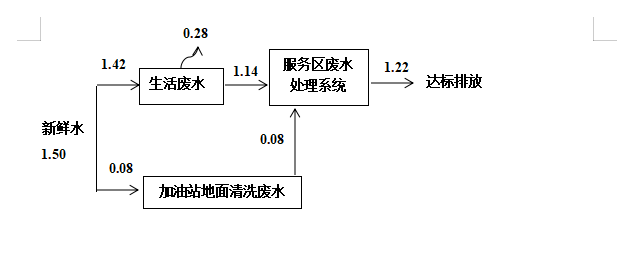 0.28
1.42
生活废水
1.14
服务区废水
处理系统
1.22
达标排放
新鲜水
1.50
0.08
0.08
加油站地面清洗废水